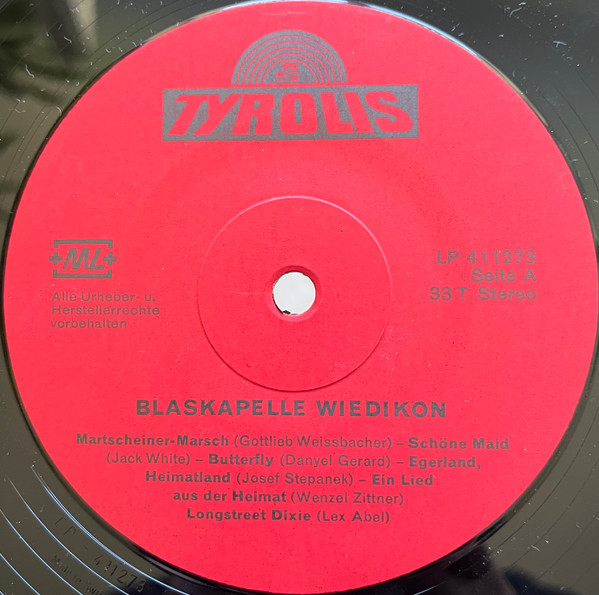 TYROLIS
+ML+
Alle Urheber- u.
Herstellerrechte
vorbehalten
LP 411273
Seite A
33 T Stereo
BLASKAPELLE WIEDIKON
Martscheiner-Marsch (Gottlieb Weissbacher) – Schöne Maid
(Jack White) – Butterfly (Danyel Gerard) – Egerland,
Heimatland (Josef Stepanek) – Ein Lied
aus der Heimat (Wenzel Zittner)
Longstreet Dixie (Lex Abel)
LP-411273